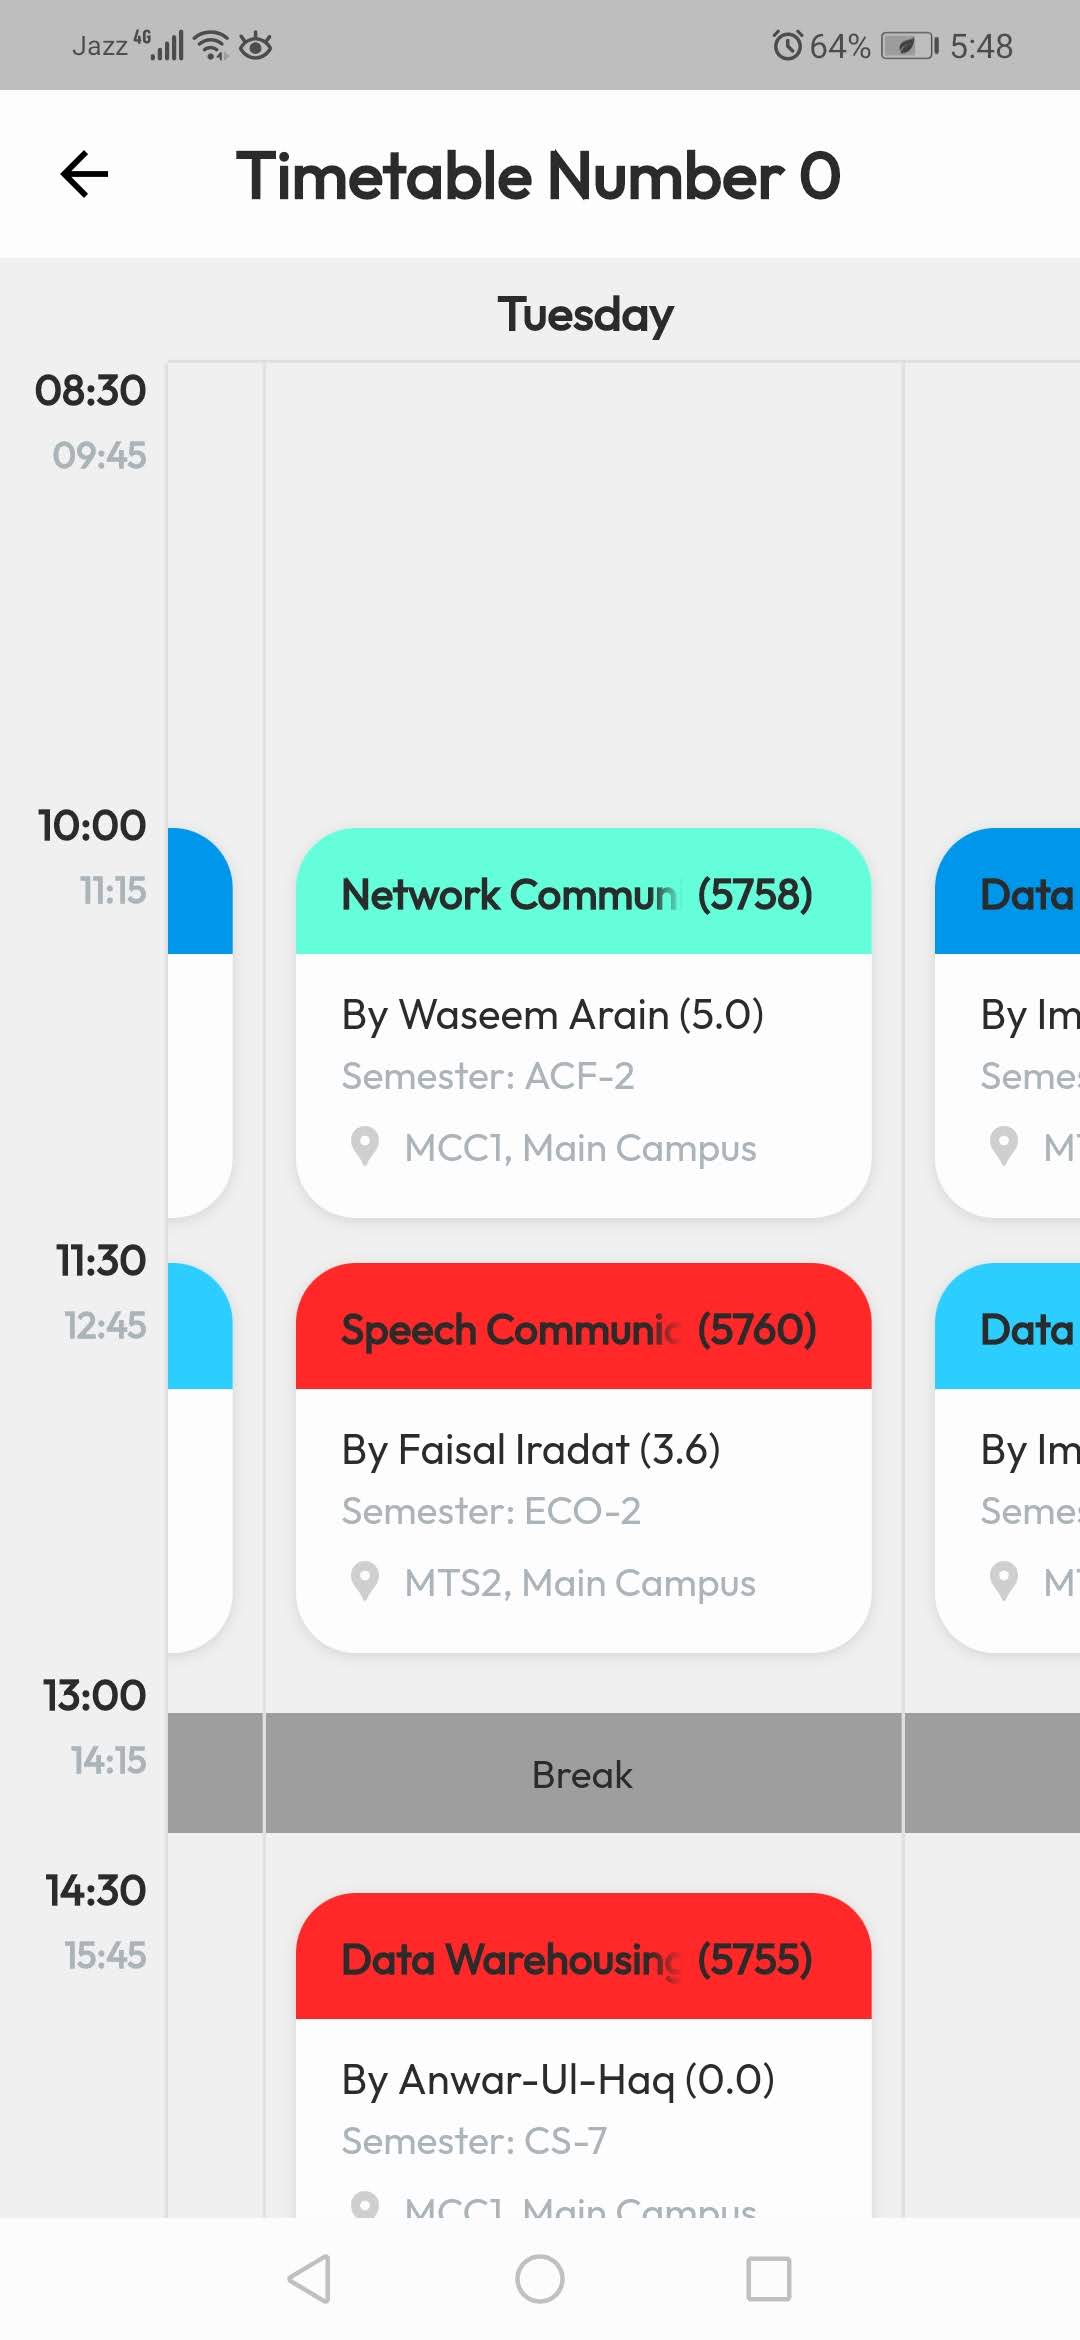 Jazz 4G 64% 5:48
Timetable Number 0
Tuesday
08:30
09:45
10:00
11:15
Network Commun (5758)
By Waseem Arain (5.0)
Semester: ACF-2
MCC1, Main Campus
Data
By Im
Semes
11:30
12:45
Speech Communic (5760)
By Faisal Iradat (3.6)
Semester: ECO-2
MTS2, Main Campus
Data
By Im
Semes
13:00
14:15
Break
14:30
15:45
Data Warehousing (5755)
By Anwar-Ul-Haq (0.0)
Semester: CS-7
MCC1, Main Campus